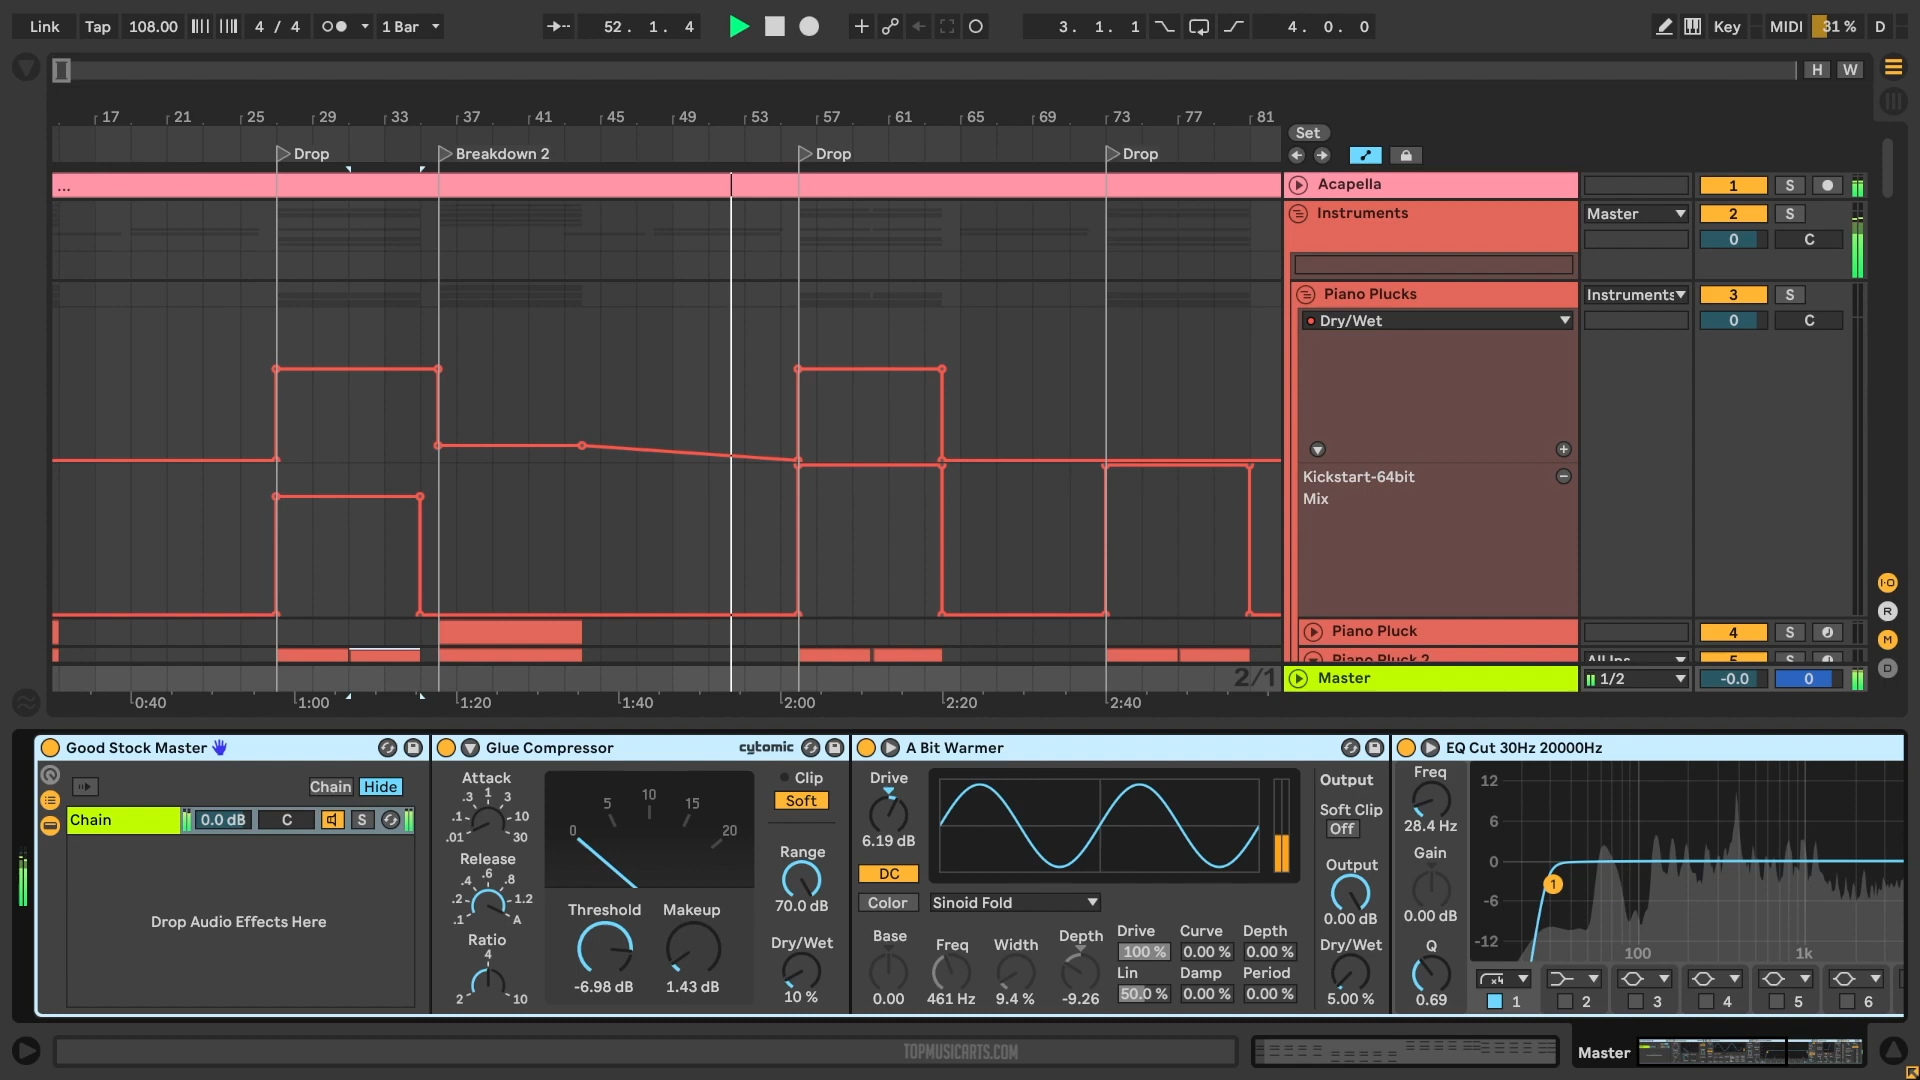 Link Tap 108.00 4 / 4 1 Bar 52. 1. 4 3. 1. 1 4. 0. 0 Key MIDI 31 % D
H W
17 21 25 29 33 37 41 45 49 53 57 61 65 69 73 77 81
Set
Drop Breakdown 2 Drop Drop
... Acapella 1 S
Instruments Master 2 S
0 C
Piano Plucks Instruments 3 S
Dry/Wet 0 C
Kickstart-64bit
Mix
Piano Pluck 4 S
Piano Pluck 2 All Ins 5 S
I·O
R
M
D
2/1 Master 1/2 -0.0 0
0:40 1:00 1:20 1:40 2:00 2:20 2:40
Good Stock Master
Chain Hide
Chain 0.0 dB C S
Drop Audio Effects Here
Glue Compressor cytomic
Attack
.01 .1 .3 1 3 10 30
Release
.1 .2 .4 .6 .8 1.2 A
Ratio
2 4 10
0 5 10 15 20
Threshold Makeup
-6.98 dB 1.43 dB
Clip
Soft
Range
70.0 dB
Dry/Wet
10 %
A Bit Warmer
Drive
6.19 dB
DC
Color Sinoid Fold
Base Freq Width Depth
0.00 461 Hz 9.4 % -9.26
Drive Curve Depth
100 % 0.00 % 0.00 %
Lin Damp Period
50.0 % 0.00 % 0.00 %
Output
Soft Clip
Off
Output
0.00 dB
Dry/Wet
5.00 %
EQ Cut 30Hz 20000Hz
Freq
28.4 Hz
Gain
0.00 dB
Q
0.69
12
6
0
-6
-12
1
100 1k
x4
1 2 3 4 5 6
TOPMUSICARTS.COM
Master